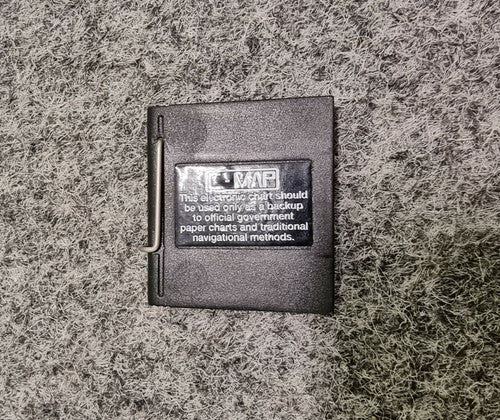 C-MAP
This electronic chart should
be used only as a backup
to official government
paper charts and traditional
navigational methods.